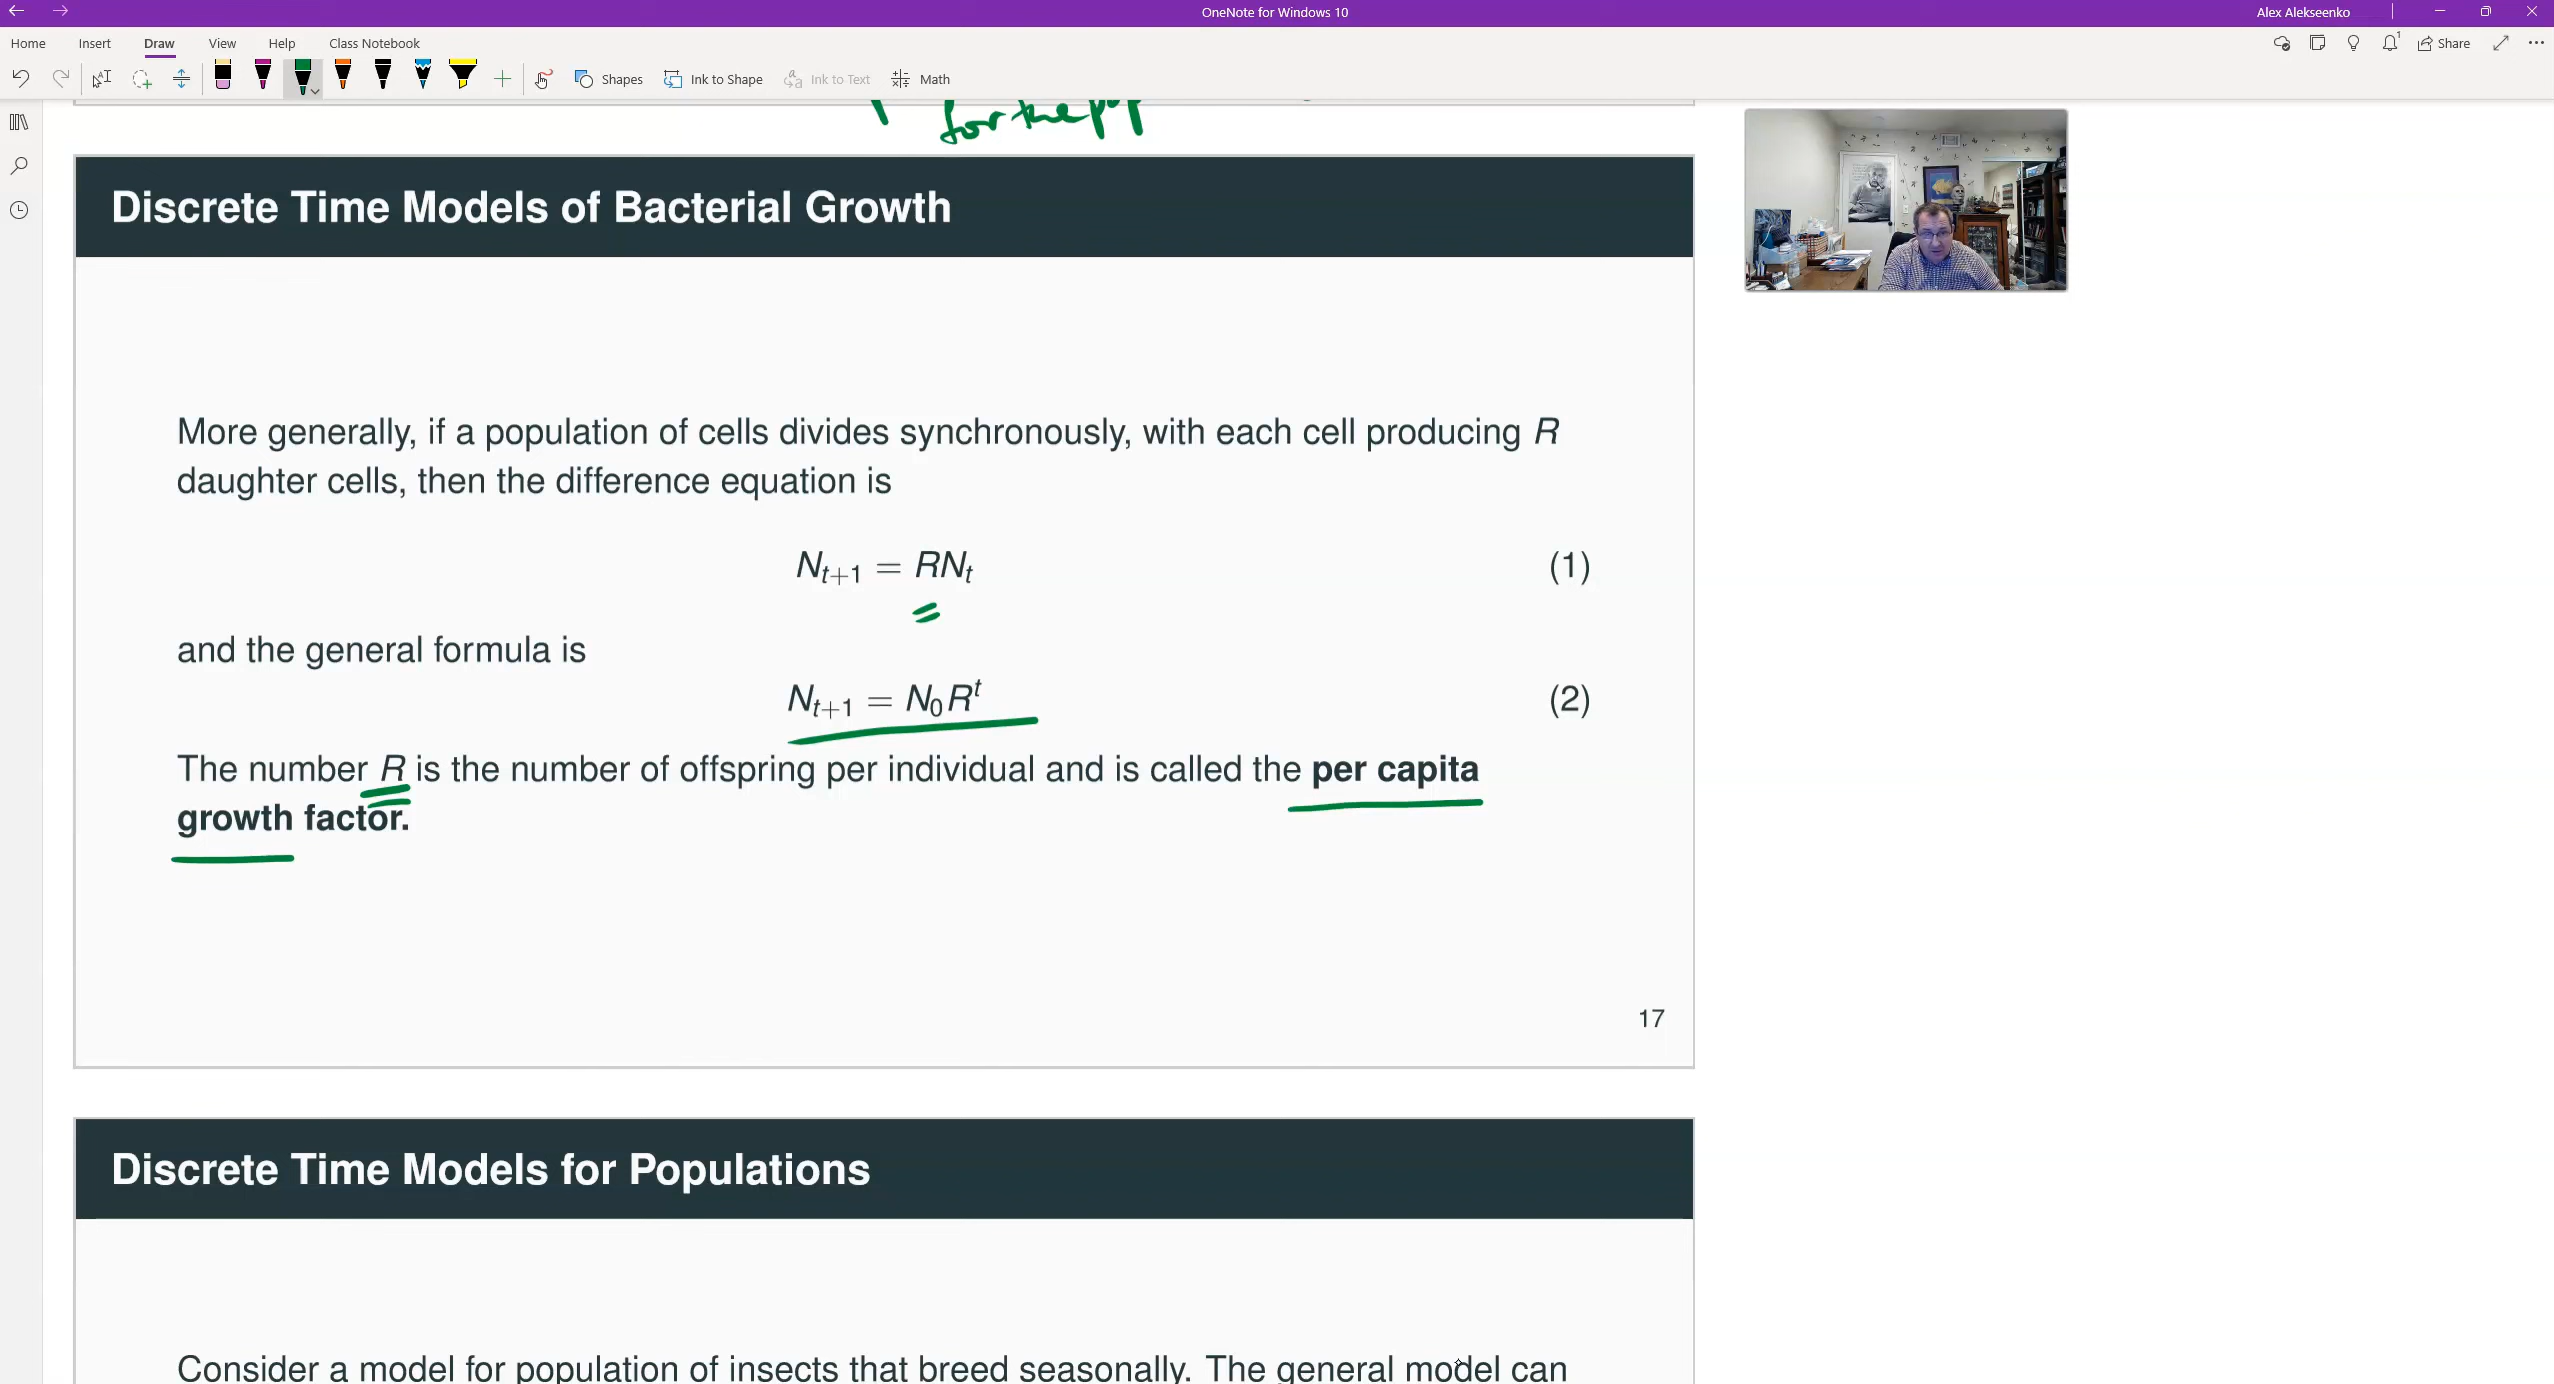 OneNote for Windows 10
Alex Alekseenko
Home Insert Draw View Help Class Notebook
1 Share
Shapes Ink to Shape Ink to Text Math
for the pop
Discrete Time Models of Bacterial Growth
More generally, if a population of cells divides synchronously, with each cell producing R
daughter cells, then the difference equation is
N_{t+1} = RN_t (1)
and the general formula is
N_{t+1} = N_0 R^t (2)
The number R is the number of offspring per individual and is called the per capita
growth factor.
17
Discrete Time Models for Populations
Consider a model for population of insects that breed seasonally. The general model can